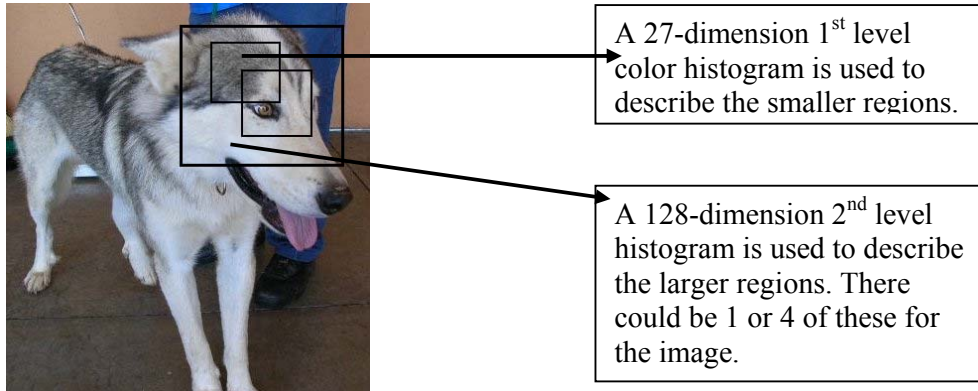 A 27-dimension 1st level
color histogram is used to
describe the smaller regions.
A 128-dimension 2nd level
histogram is used to describe
the larger regions. There
could be 1 or 4 of these for
the image.